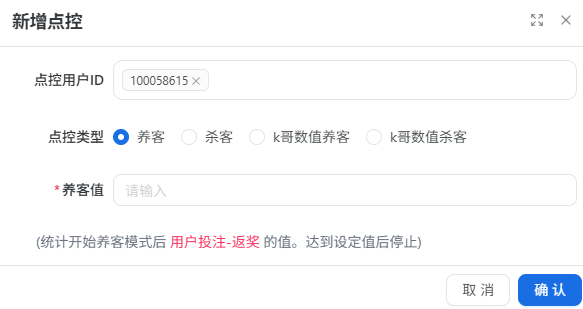 新增点控
点控用户ID 100058615
点控类型 养客 杀客 k哥数值养客 k哥数值杀客
*养客值 请输入
(统计开始养客模式后 用户投注-返奖 的值。达到设定值后停止)
取 消 确 认